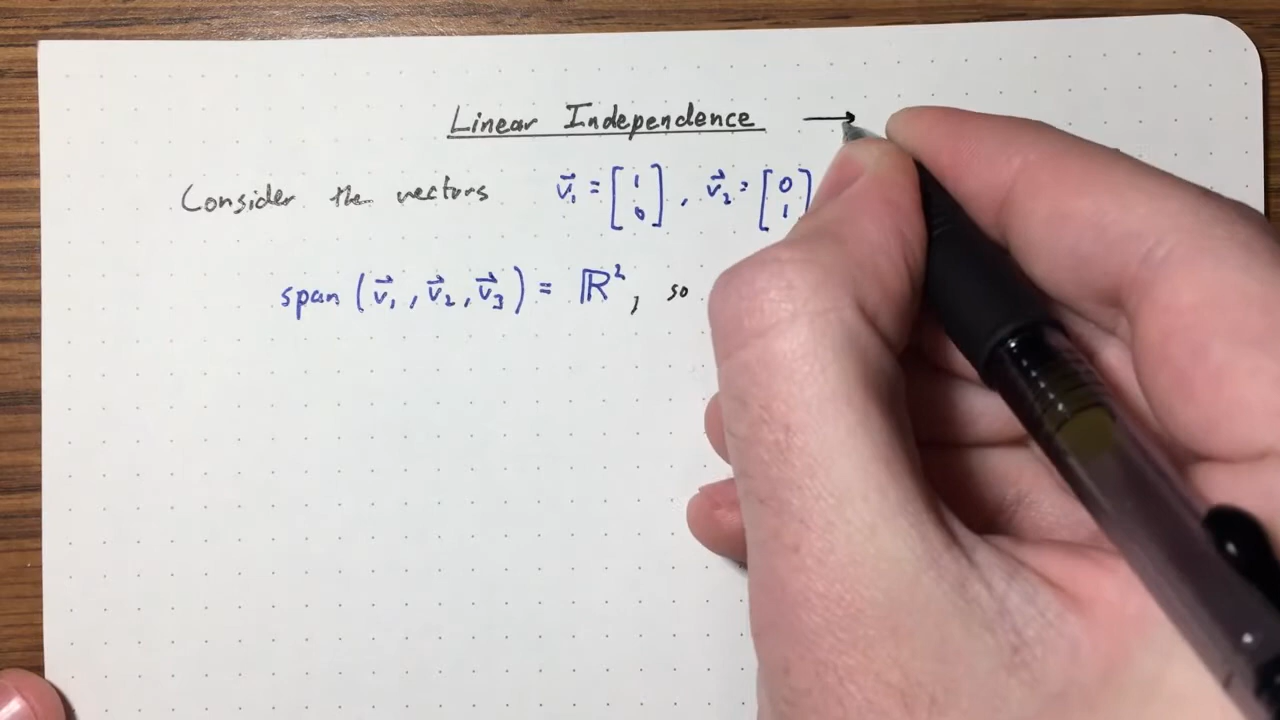 Linear Independence →
Consider the vectors v⃗₁ = [1 0], v⃗₂ = [0 1]
span (v⃗₁, v⃗₂, v⃗₃) = ℝ², so